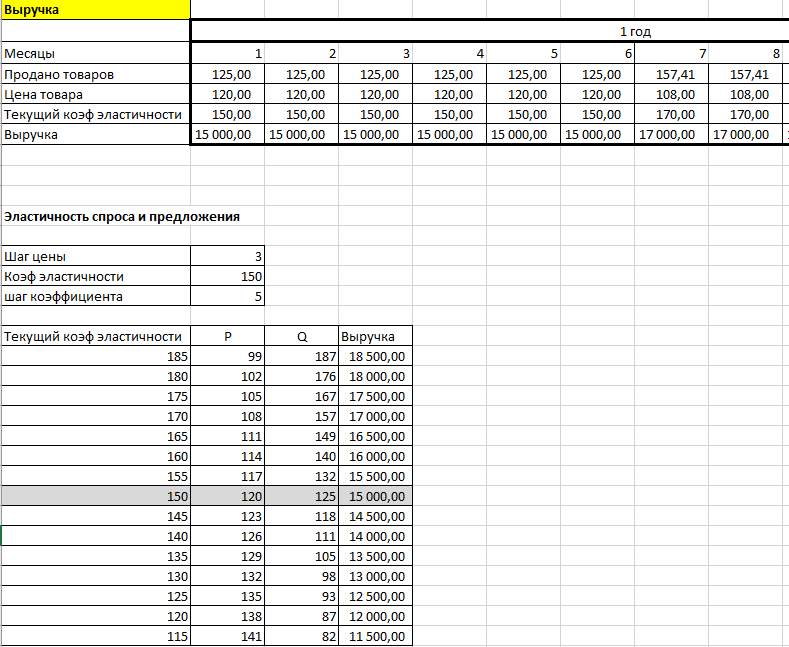 Выручка
1 год
Месяцы 1 2 3 4 5 6 7 8
Продано товаров 125,00 125,00 125,00 125,00 125,00 125,00 157,41 157,41
Цена товара 120,00 120,00 120,00 120,00 120,00 120,00 108,00 108,00
Текущий коэф эластичности 150,00 150,00 150,00 150,00 150,00 150,00 170,00 170,00
Выручка 15 000,00 15 000,00 15 000,00 15 000,00 15 000,00 15 000,00 17 000,00 17 000,00
Эластичность спроса и предложения
Шаг цены 3
Коэф эластичности 150
шаг коэффициента 5
Текущий коэф эластичности P Q Выручка
185 99 187 18 500,00
180 102 176 18 000,00
175 105 167 17 500,00
170 108 157 17 000,00
165 111 149 16 500,00
160 114 140 16 000,00
155 117 132 15 500,00
150 120 125 15 000,00
145 123 118 14 500,00
140 126 111 14 000,00
135 129 105 13 500,00
130 132 98 13 000,00
125 135 93 12 500,00
120 138 87 12 000,00
115 141 82 11 500,00